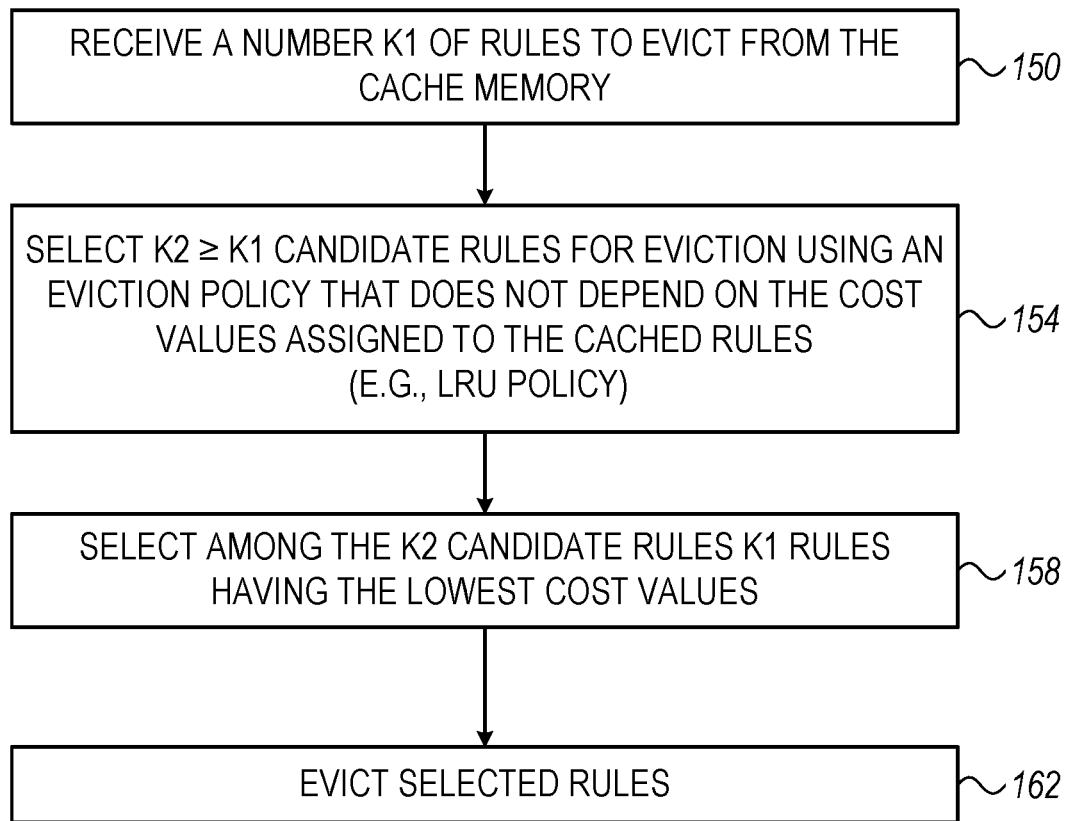 RECEIVE A NUMBER K1 OF RULES TO EVICT FROM THE
CACHE MEMORY
150
SELECT K2 ≥ K1 CANDIDATE RULES FOR EVICTION USING AN
EVICTION POLICY THAT DOES NOT DEPEND ON THE COST
VALUES ASSIGNED TO THE CACHED RULES
(E.G., LRU POLICY)
154
SELECT AMONG THE K2 CANDIDATE RULES K1 RULES
HAVING THE LOWEST COST VALUES
158
EVICT SELECTED RULES
162